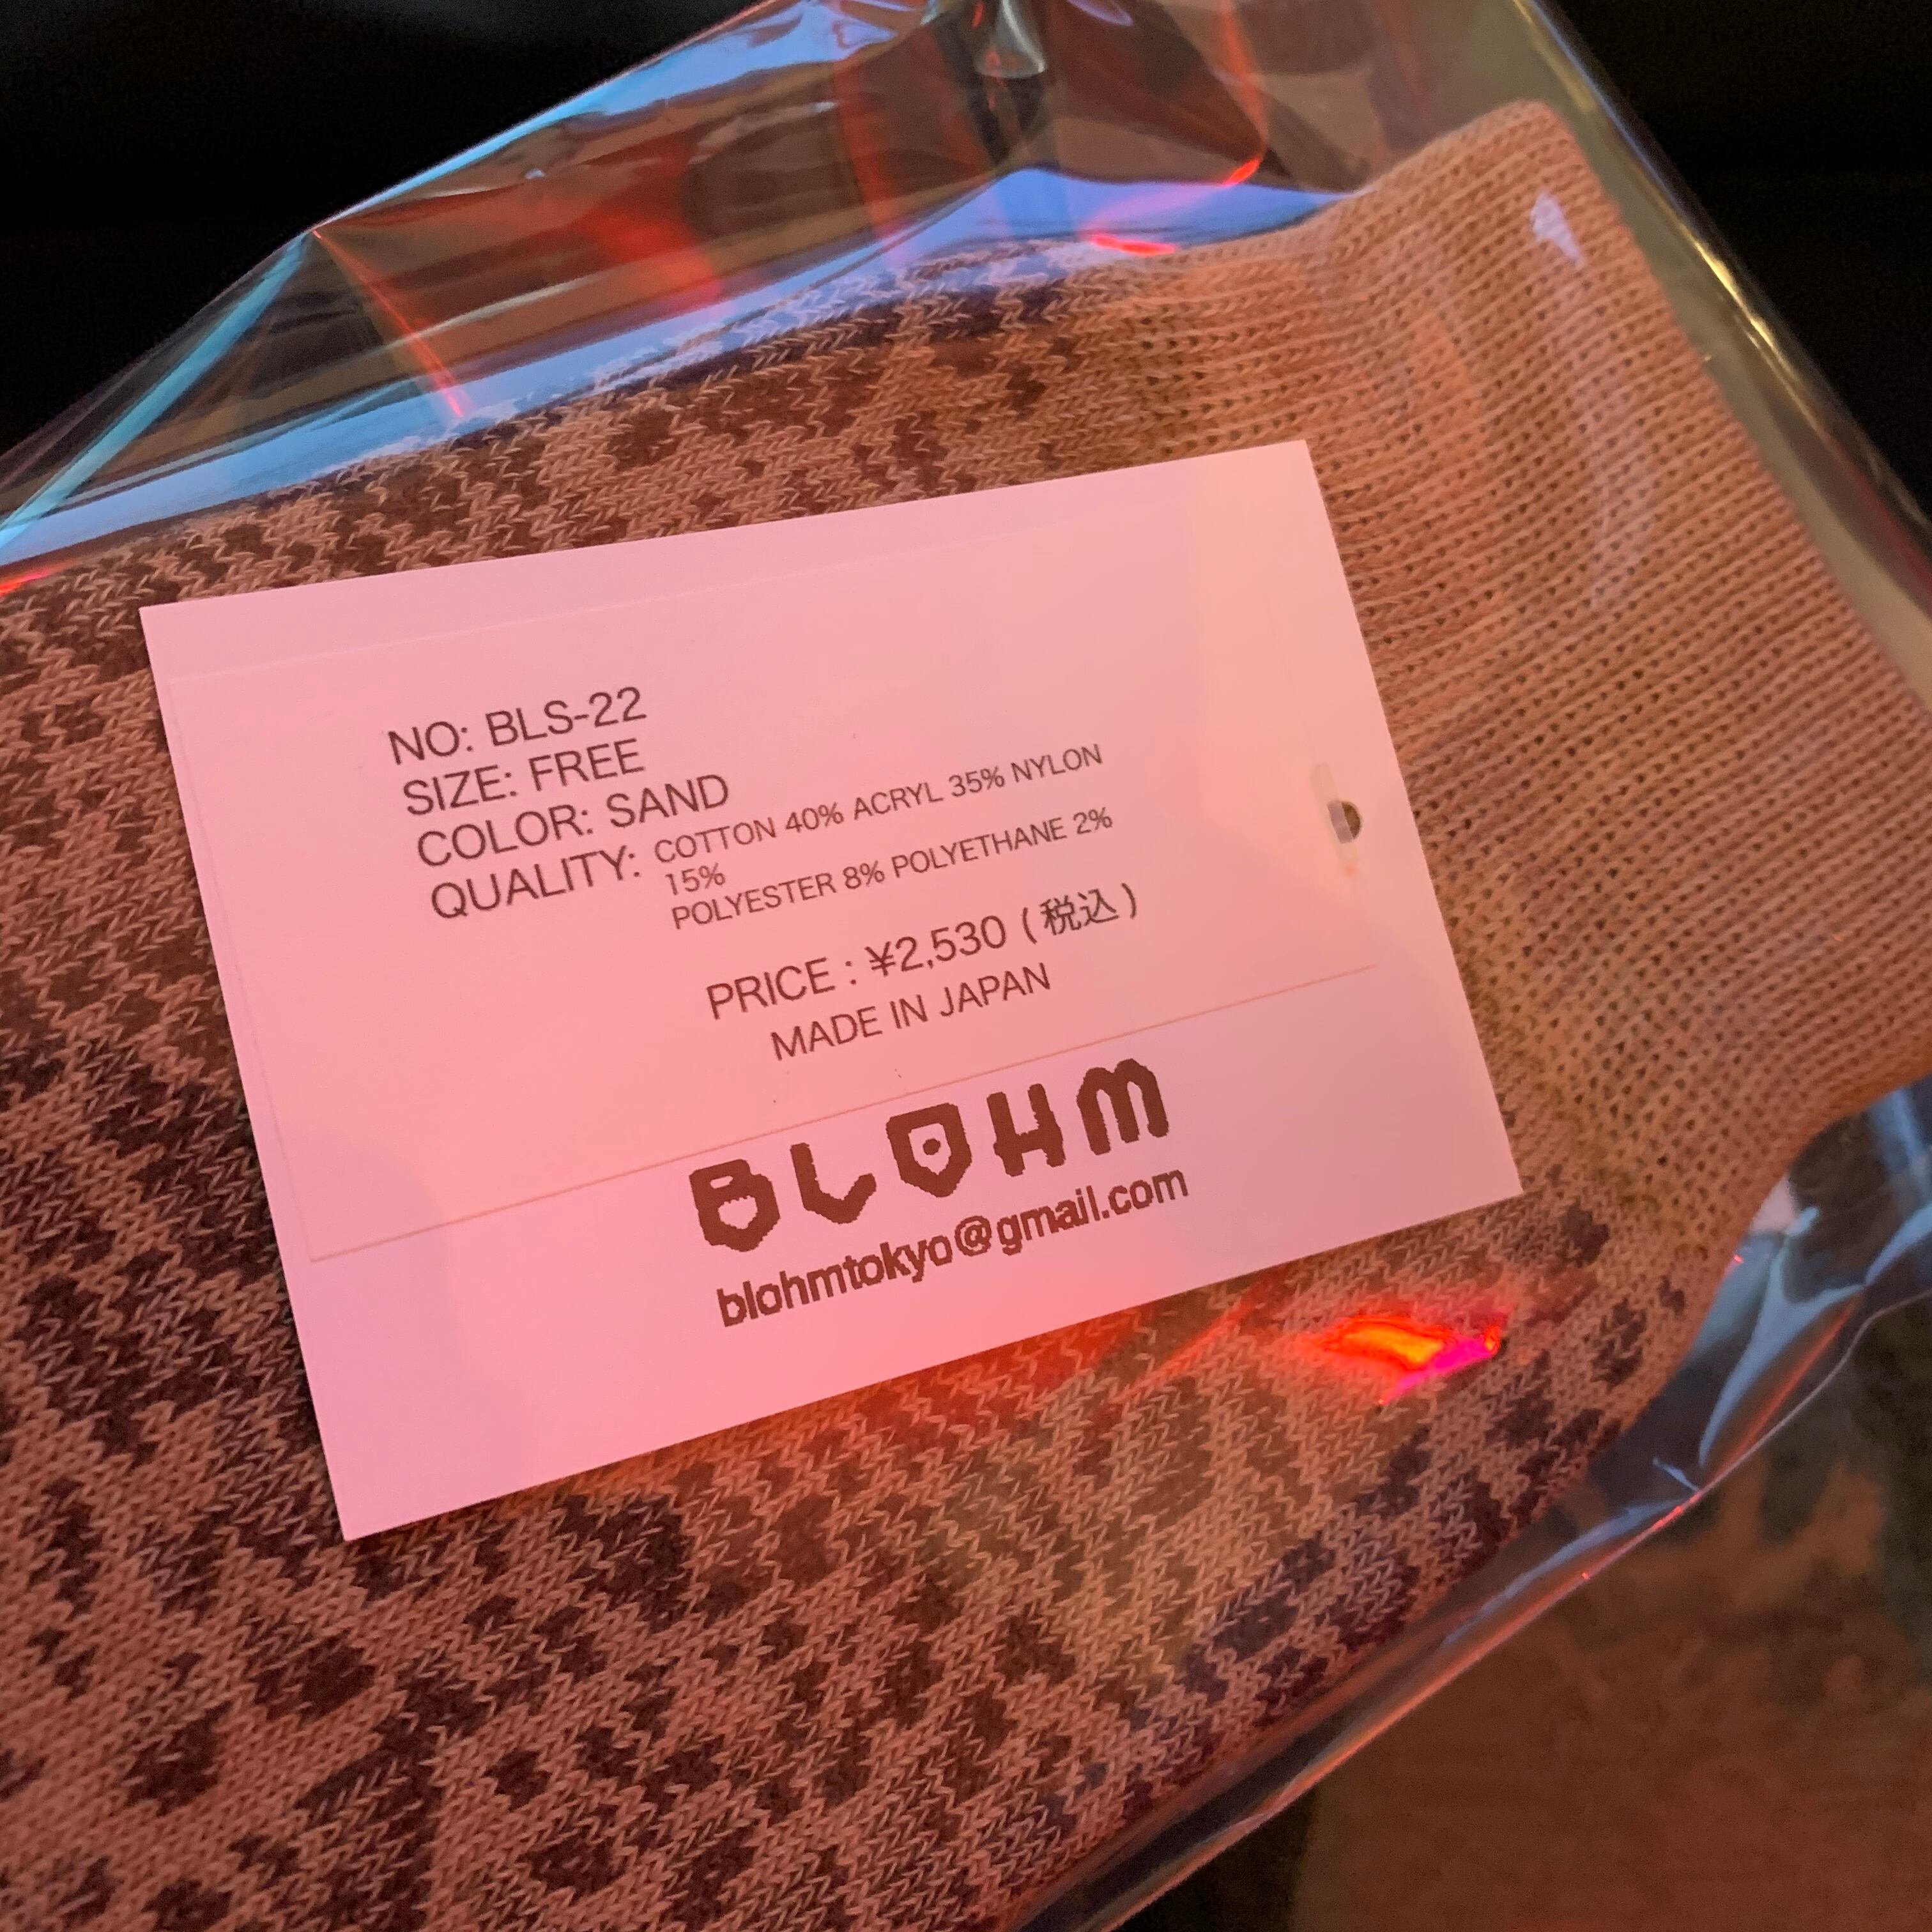 NO: BLS-22
SIZE: FREE
COLOR: SAND
QUALITY: COTTON 40% ACRYL 35% NYLON
15%
POLYESTER 8% POLYETHANE 2%
PRICE : ¥2,530 ( 税込 )
MADE IN JAPAN
BLOHM
blohmtokyo@gmail.com